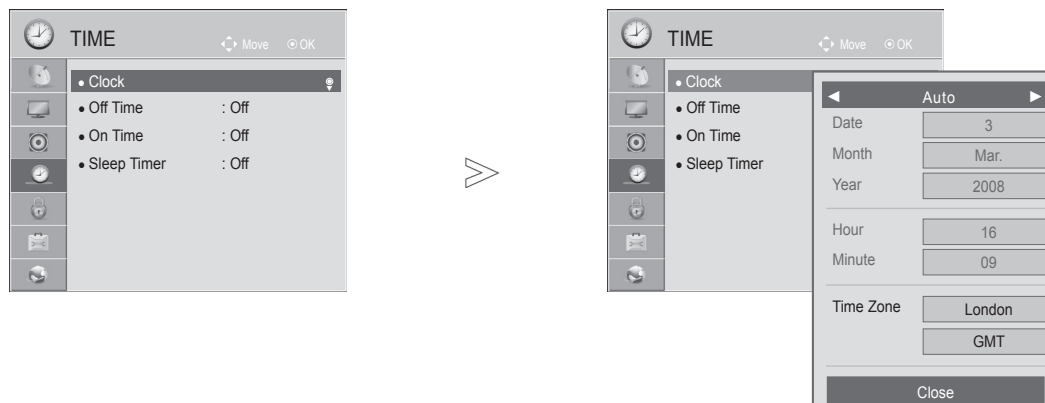 TIME
Move OK
• Clock
• Off Time : Off
• On Time : Off
• Sleep Timer : Off
TIME
Move OK
• Clock
• Off Time
• On Time
• Sleep Timer
◄ Auto ►
Date 3
Month Mar.
Year 2008
Hour 16
Minute 09
Time Zone London
GMT
Close